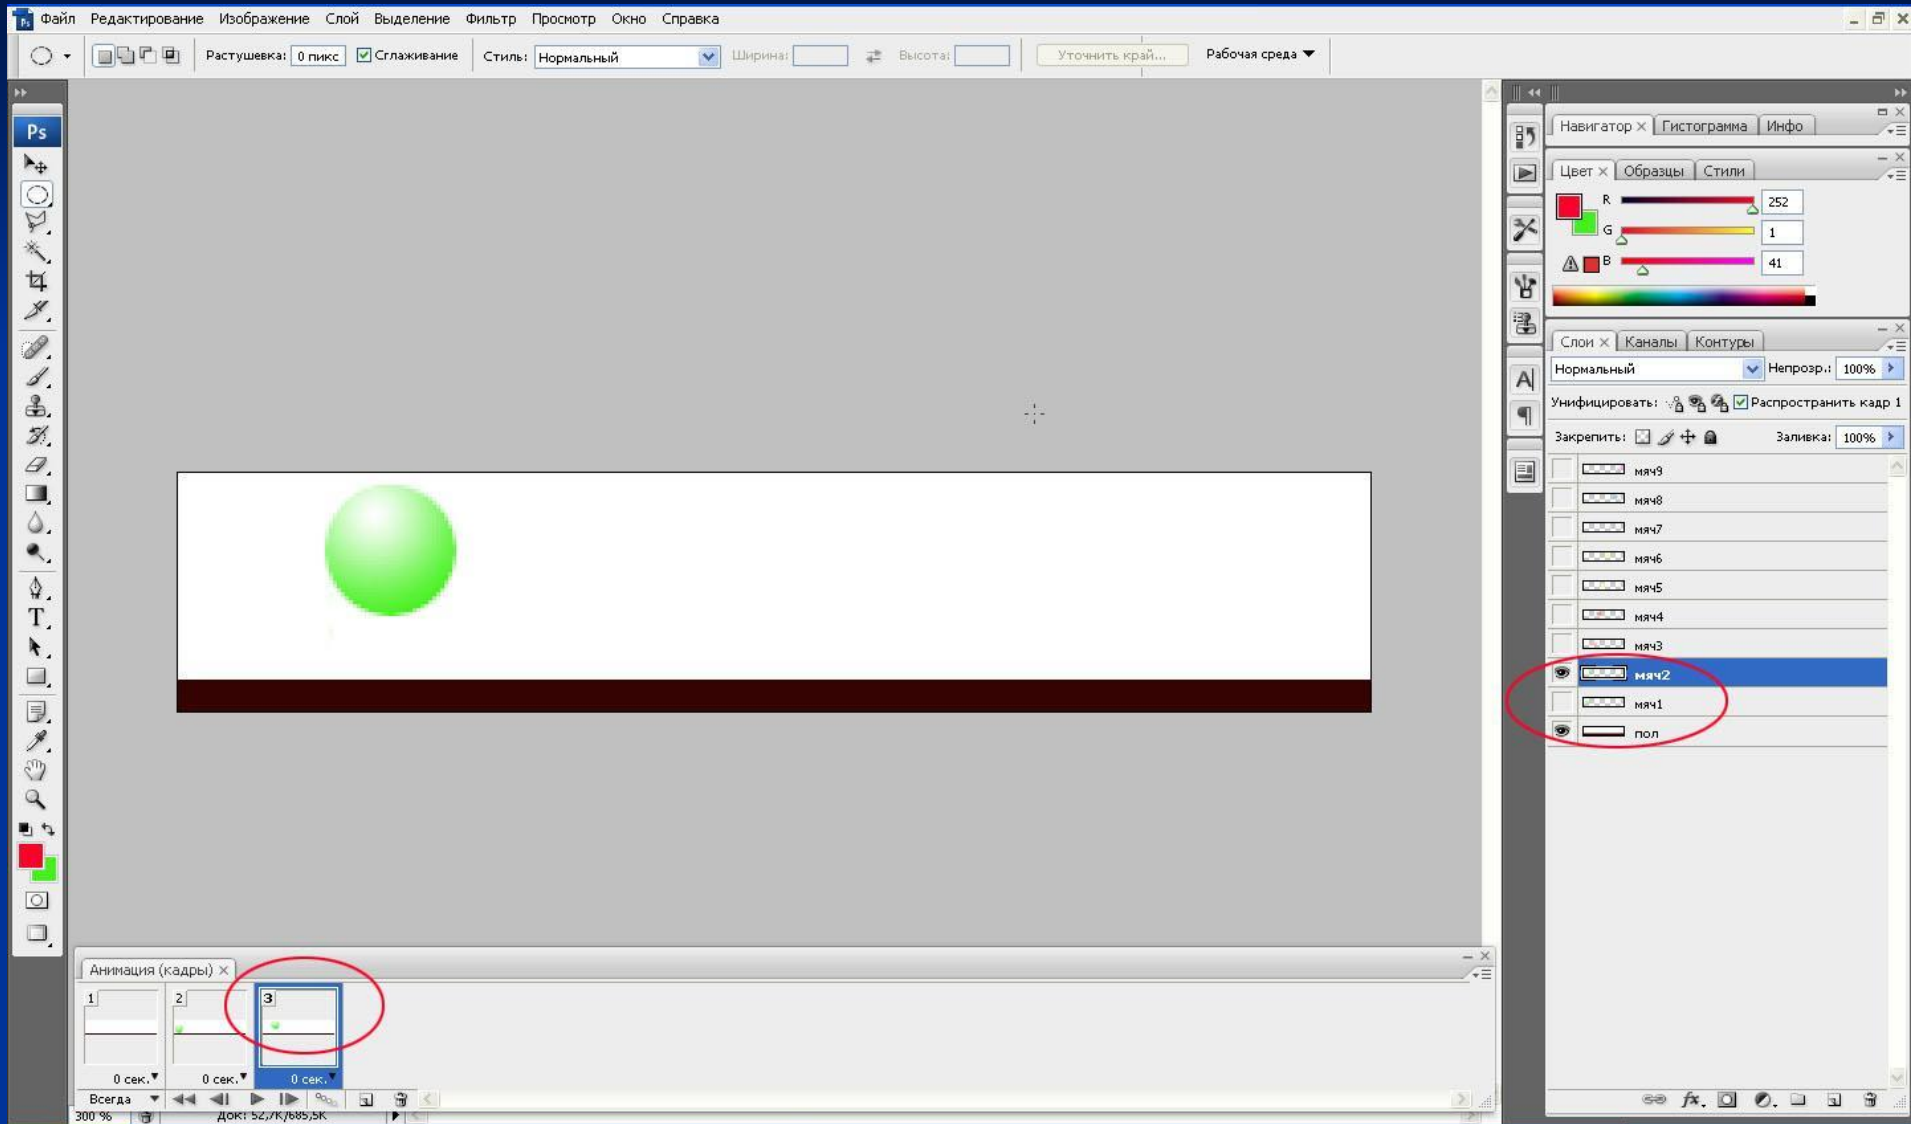 Файл Редактирование Изображение Слой Выделение Фильтр Просмотр Окно Справка
Растушевка: 0 пикс Сглаживание Стиль: Нормальный Ширина: Высота: Уточнить край... Рабочая среда
Ps
Навигатор Гистограмма Инфо
Цвет Образцы Стили
R 252
G 1
B 41
Слои Каналы Контуры
Нормальный Непрозр.: 100%
Унифицировать: Распространить кадр 1
Закрепить: Заливка: 100%
мяч9
мяч8
мяч7
мяч6
мяч5
мяч4
мяч3
мяч2
мяч1
пол
Анимация (кадры)
1 2 3
0 сек. 0 сек. 0 сек.
Всегда
300 % Док: 52,7K/685,5K